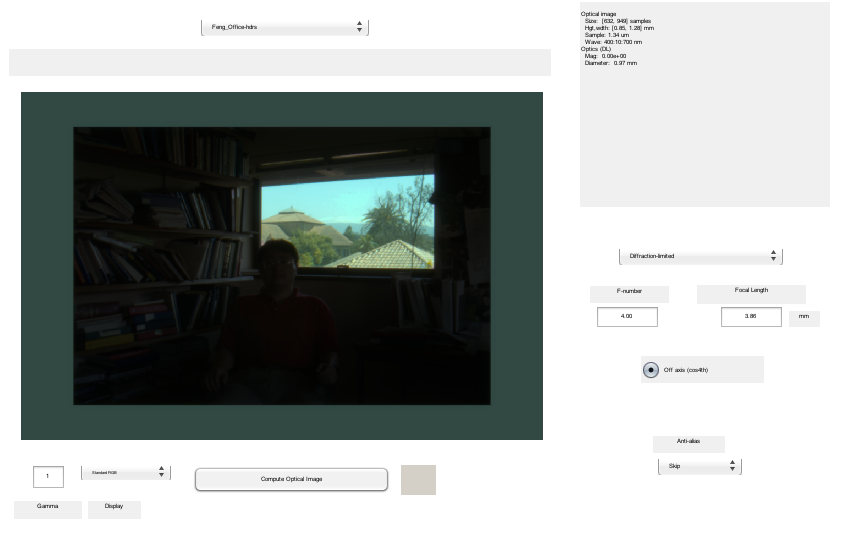 Feng_Office-hdrs
Optical image
Size: [632, 949] samples
Hgt,wdth: [0.85, 1.28] mm
Sample: 1.34 um
Wave: 400:10:700 nm
Optics (DL)
Mag: 0.00e+00
Diameter: 0.97 mm
Diffraction-limited
F-number
Focal Length
4.00
3.86
mm
Off axis (cos4th)
Anti-alias
Skip
1
Standard RGB
Compute Optical Image
Gamma
Display